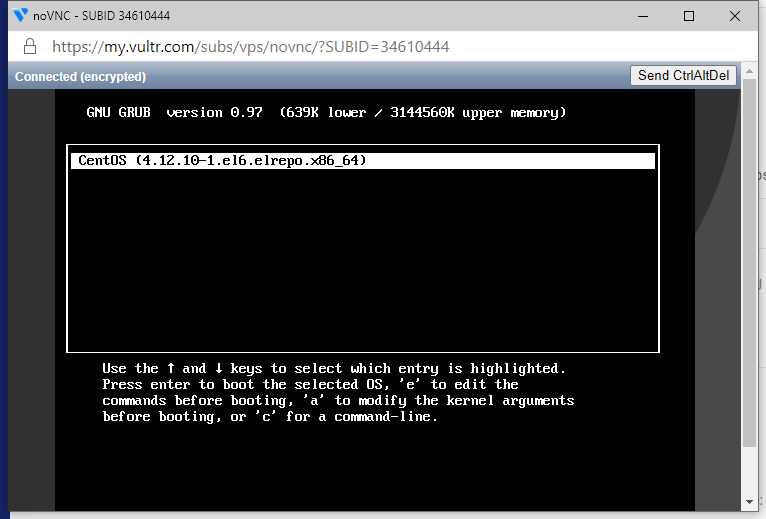 noVNC - SUBID 34610444
https://my.vultr.com/subs/vps/novnc/?SUBID=34610444
Connected (encrypted)
Send CtrlAltDel
GNU GRUB version 0.97 (639K lower / 3144560K upper memory)
CentOS (4.12.10-1.el6.elrepo.x86_64)
Use the ↑ and ↓ keys to select which entry is highlighted.
Press enter to boot the selected OS, 'e' to edit the
commands before booting, 'a' to modify the kernel arguments
before booting, or 'c' for a command-line.